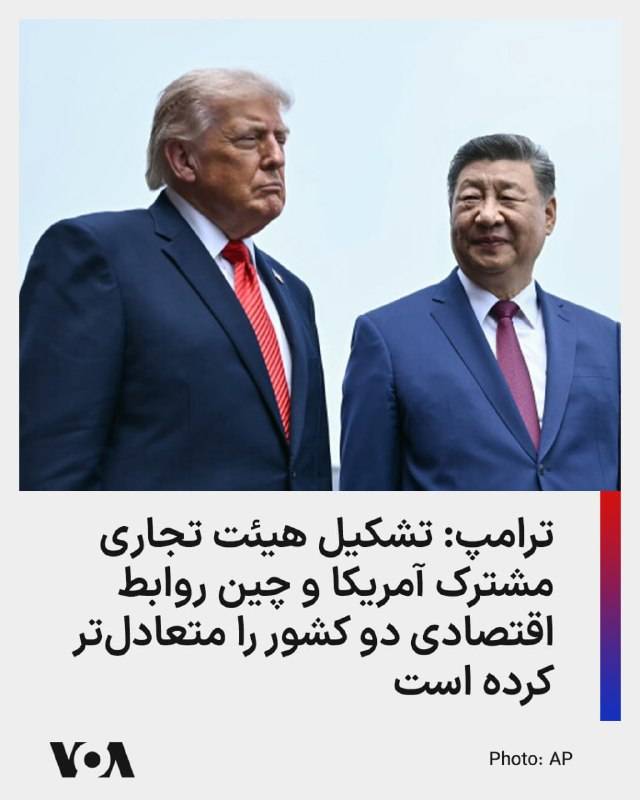 ترامپ: تشکیل هیئت تجاری
مشترک آمریکا و چین روابط
اقتصادی دو کشور را متعادل‌تر
کرده است
VOA
Photo: AP